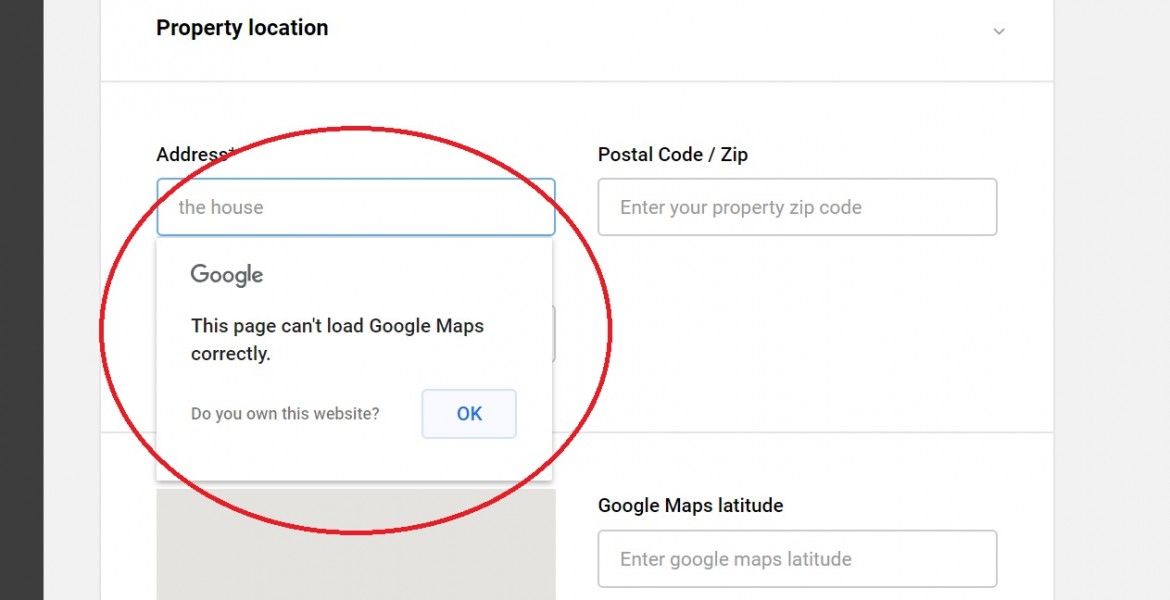 Property location
Address*
Postal Code / Zip
the house
Enter your property zip code
Google
This page can't load Google Maps
correctly.
Do you own this website?
OK
Google Maps latitude
Enter google maps latitude